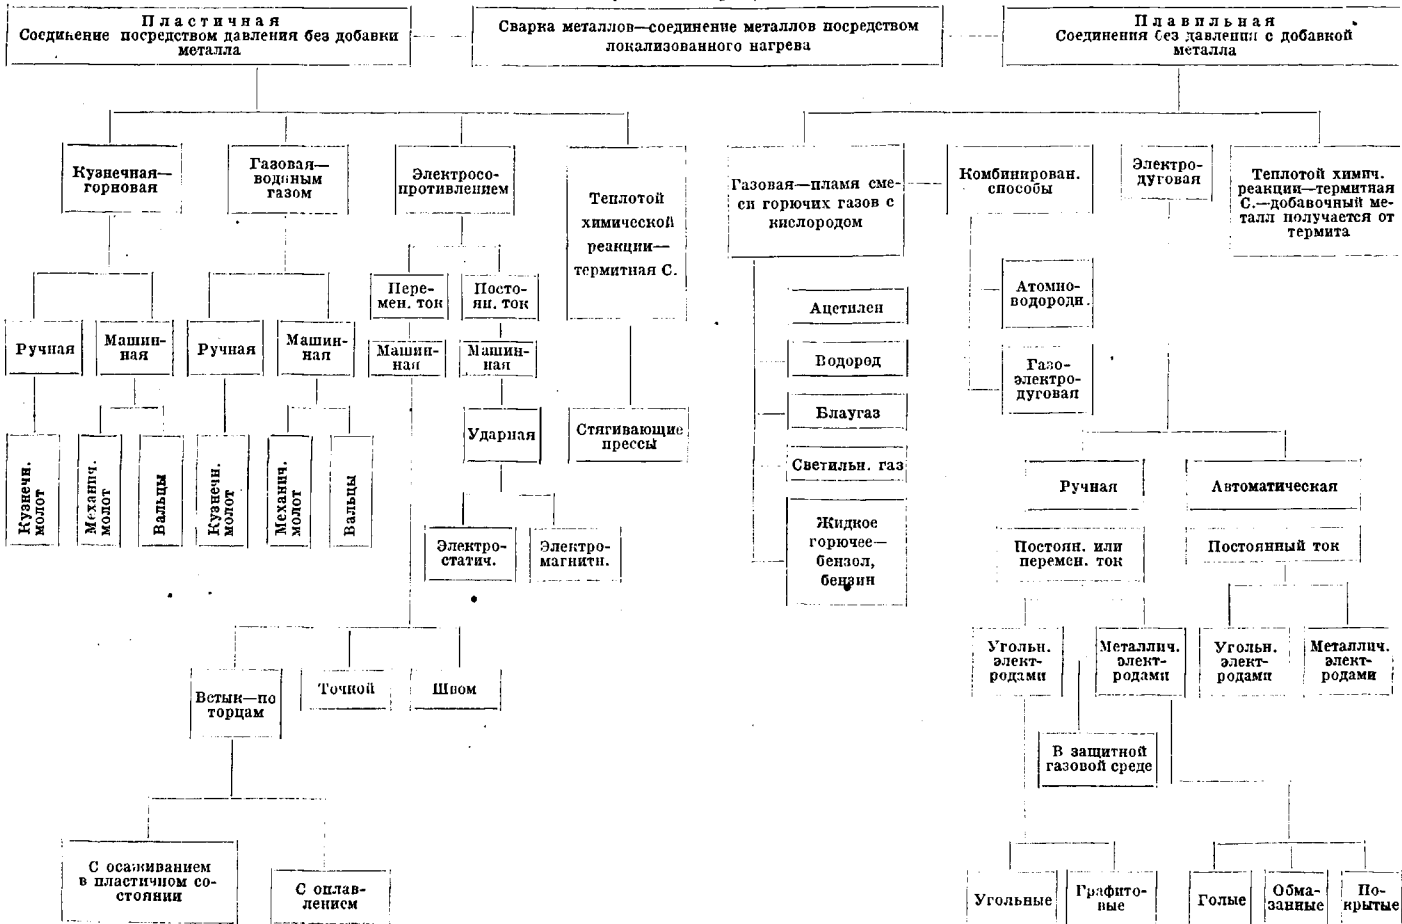 Пластичная
Соединение посредством давления без добавки
металла
Сварка металлов—соединение металлов посредством
локализованного нагрева
Плавильная
Соединения без давления с добавкой
металла
Кузнечная—
горновая
Газовая—
водяным
газом
Электросо-
противлением
Теплотой
химической
реакции—
термитная С.
Газовая—пламя сме-
си горючих газов с
кислородом
Комбинирован.
способы
Электро-
дуговая
Теплотой химич.
реакции—термитная
С.—добавочный ме-
талл получается от
термита
Ручная
Машин-
ная
Ручная
Машин-
ная
Пере-
мен. ток
Посто-
ян. ток
Машин-
ная
Машин-
ная
Кузнечн.
молот
Механич.
молот
Вальцы
Кузнечн.
молот
Механич.
молот
Вальцы
Ударная
Стягивающие
прессы
Электро-
статич.
Электро-
магнитн.
Ацетилен
Водород
Блаугаз
Светильн. газ
Жидкое
горючее—
бензол,
бензин
Атомно-
водородн.
Газо-
электро-
дуговая
Ручная
Автоматическая
Постоян. или
перемен. ток
Постоянный ток
Угольн.
элект-
родами
Металлич.
элект-
родами
Угольн.
элект-
родами
Металлич.
элект-
родами
Встык—по
торцам
Точкой
Швом
В защитной
газовой среде
С осаживанием
в пластичном со-
стоянии
С оплав-
лением
Угольные
Графито-
вые
Голые
Обма-
занные
По-
крытые